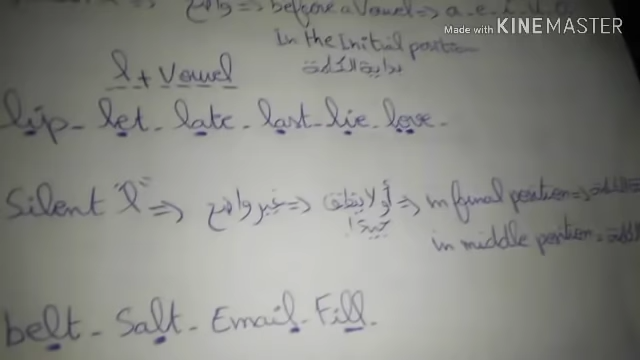 Made with KINEMASTER
واضح => before a vowel => a - e - i
In the Initial position
بداية الكلمة
l + Vowel
lip - let - late - last - lie - love -
Silent "l" => غير واضح => أو لا ينطق => in final position =>
جيدا! in middle position =
belt - Salt - Email - Fill.